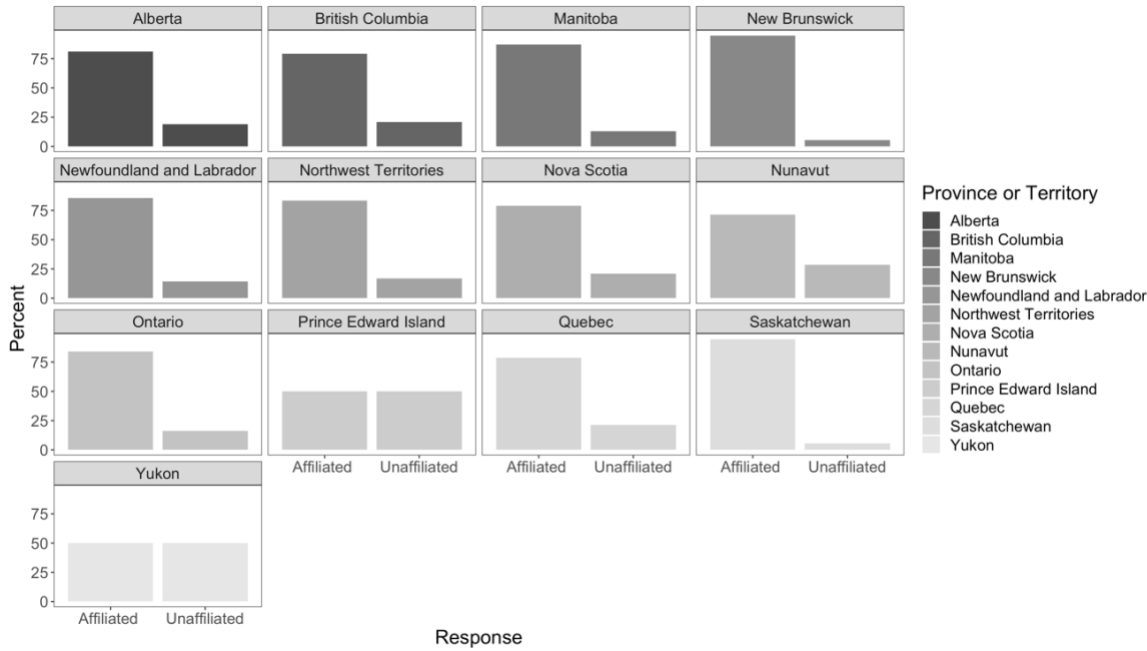 Alberta British Columbia Manitoba New Brunswick
75
50
25
0
Newfoundland and Labrador Northwest Territories Nova Scotia Nunavut
75
50
25
0
Ontario Prince Edward Island Quebec Saskatchewan
75
50
25
0
Affiliated Unaffiliated Affiliated Unaffiliated Affiliated Unaffiliated
Yukon
75
50
25
0
Affiliated Unaffiliated
Percent
Response
Province or Territory
Alberta
British Columbia
Manitoba
New Brunswick
Newfoundland and Labrador
Northwest Territories
Nova Scotia
Nunavut
Ontario
Prince Edward Island
Quebec
Saskatchewan
Yukon